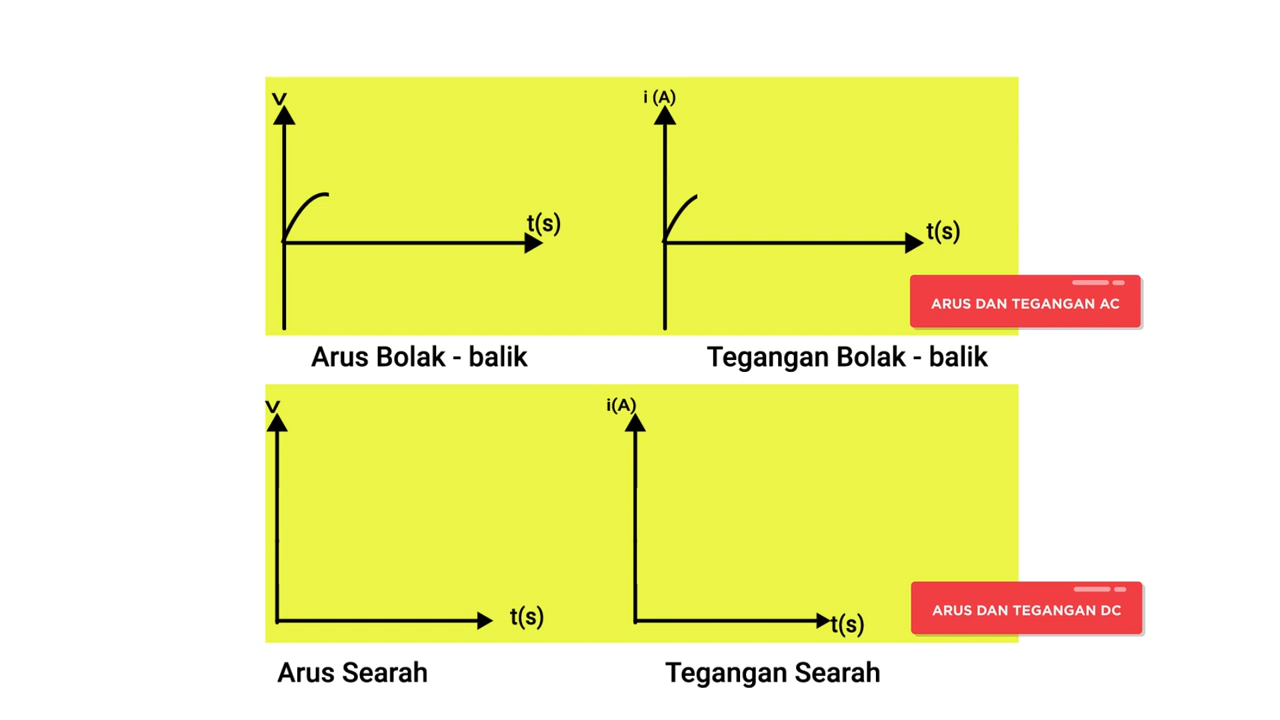 V
i (A)
t(s)
t(s)
ARUS DAN TEGANGAN AC
Arus Bolak - balik
Tegangan Bolak - balik
V
i(A)
t(s)
t(s)
ARUS DAN TEGANGAN DC
Arus Searah
Tegangan Searah